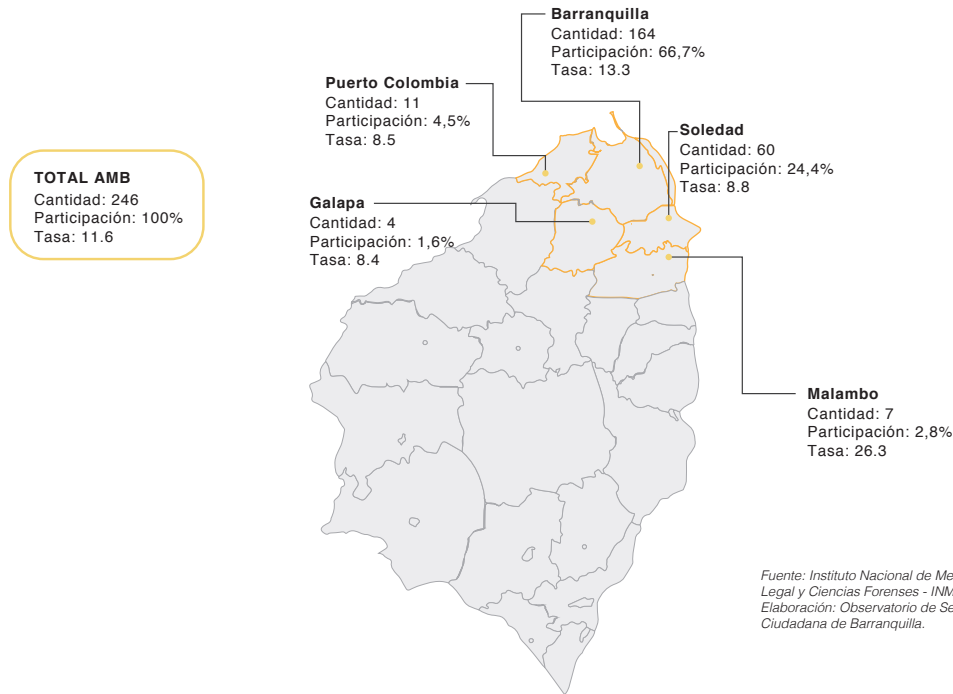 Barranquilla
Cantidad: 164
Participación: 66,7%
Tasa: 13.3
Puerto Colombia
Cantidad: 11
Participación: 4,5%
Tasa: 8.5
Soledad
Cantidad: 60
Participación: 24,4%
Tasa: 8.8
TOTAL AMB
Cantidad: 246
Participación: 100%
Tasa: 11.6
Galapa
Cantidad: 4
Participación: 1,6%
Tasa: 8.4
Malambo
Cantidad: 7
Participación: 2,8%
Tasa: 26.3
Fuente: Instituto Nacional de
Legal y Ciencias Forenses -
Elaboración: Observatorio de
Ciudadana de Barranquilla.